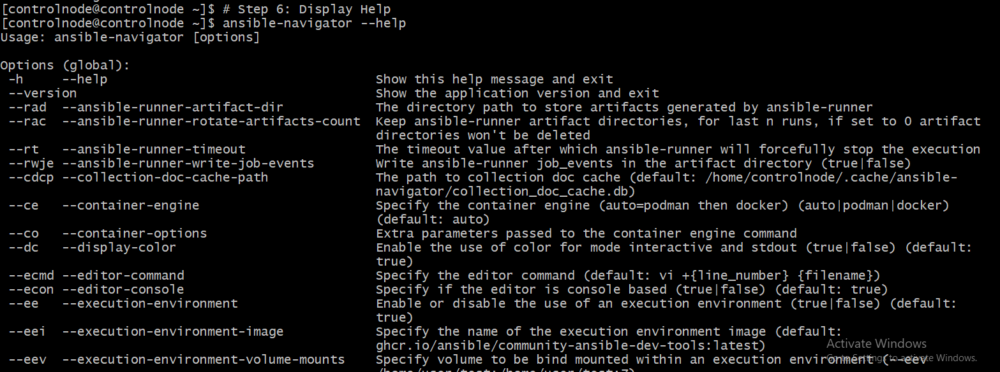 [controlnode@controlnode ~]$ # Step 6: Display Help
[controlnode@controlnode ~]$ ansible-navigator --help
Usage: ansible-navigator [options]
Options (global):
-h --help Show this help message and exit
--version Show the application version and exit
--rad --ansible-runner-artifact-dir The directory path to store artifacts generated by ansible-runner
--rac --ansible-runner-rotate-artifacts-count Keep ansible-runner artifact directories, for last n runs, if set to 0 artifact
directories won't be deleted
--rt --ansible-runner-timeout The timeout value after which ansible-runner will forcefully stop the execution
--rwje --ansible-runner-write-job-events Write ansible-runner job_events in the artifact directory (true|false)
--cdcp --collection-doc-cache-path The path to collection doc cache (default: /home/controlnode/.cache/ansible-
navigator/collection_doc_cache.db)
--ce --container-engine Specify the container engine (auto=podman then docker) (auto|podman|docker)
(default: auto)
--co --container-options Extra parameters passed to the container engine command
--dc --display-color Enable the use of color for mode interactive and stdout (true|false) (default:
true)
--ecmd --editor-command Specify the editor command (default: vi +{line_number} {filename})
--econ --editor-console Specify if the editor is console based (true|false) (default: true)
--ee --execution-environment Enable or disable the use of an execution environment (true|false) (default:
true)
--eei --execution-environment-image Specify the name of the execution environment image (default:
ghcr.io/ansible/community-ansible-dev-tools:latest)
--eev --execution-environment-volume-mounts Specify volume to be bind mounted within an execution environment (--eev
/home/user/test:/home/user/test:Z)
Activate Windows
Go to Settings to activate Windows.